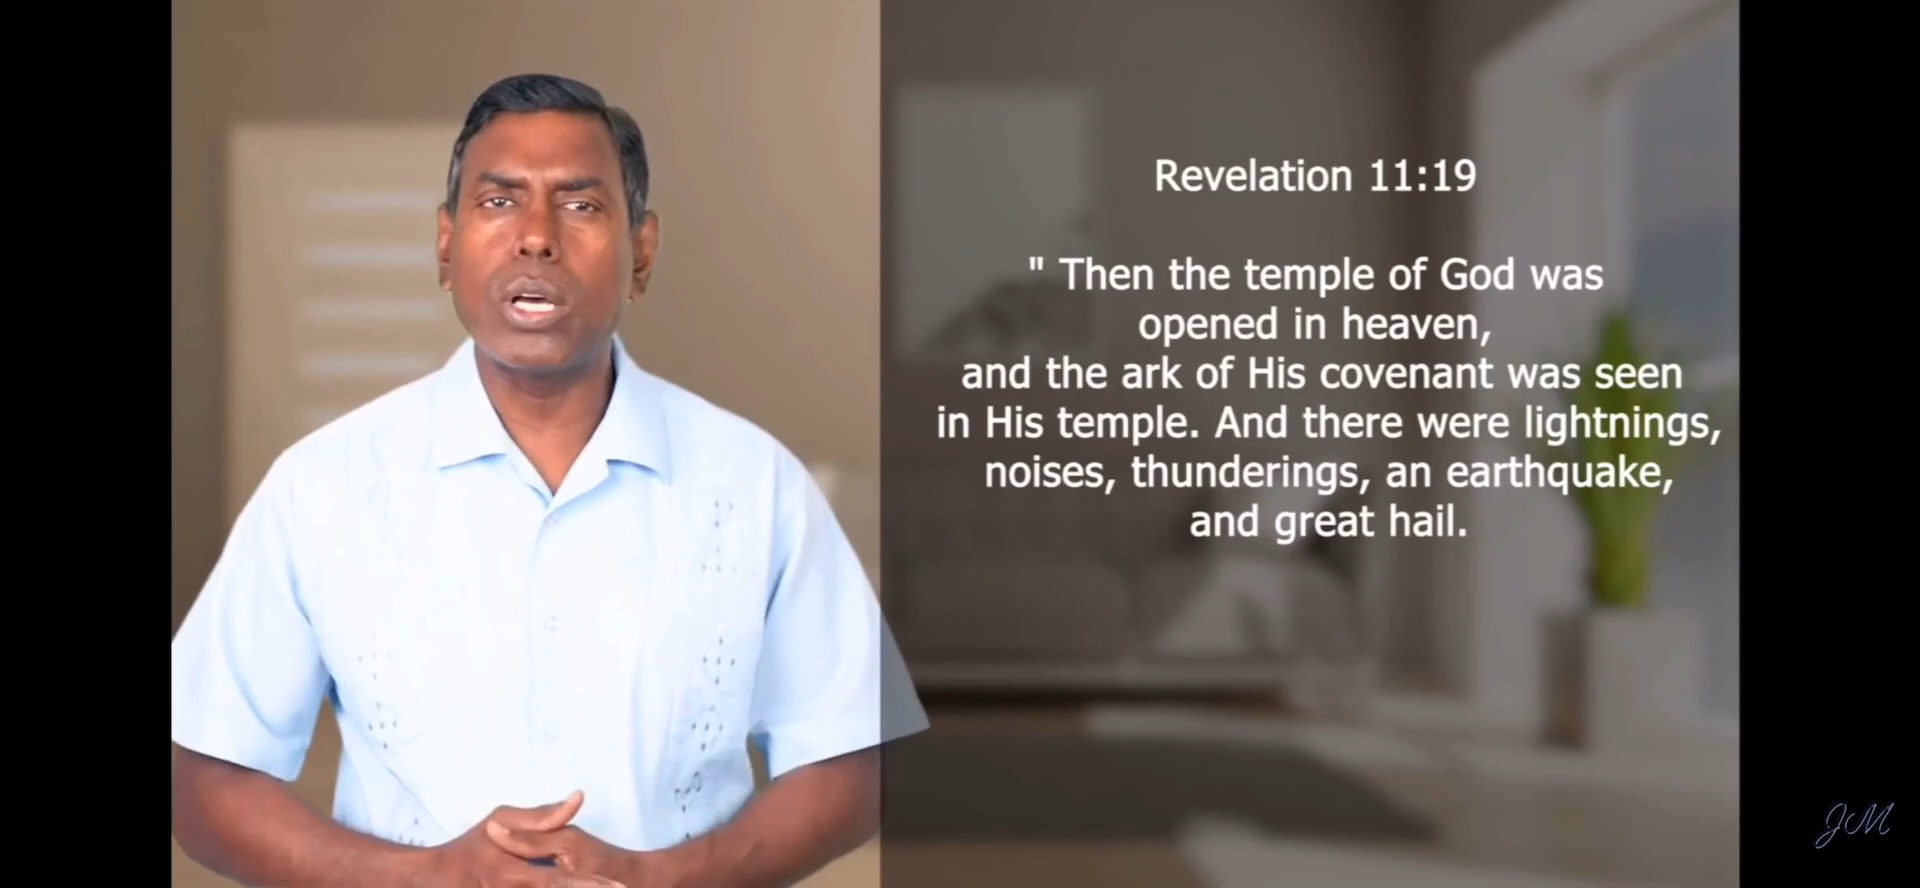 Revelation 11:19
" Then the temple of God was
opened in heaven,
and the ark of His covenant was seen
in His temple. And there were lightnings,
noises, thunderings, an earthquake,
and great hail.
JM